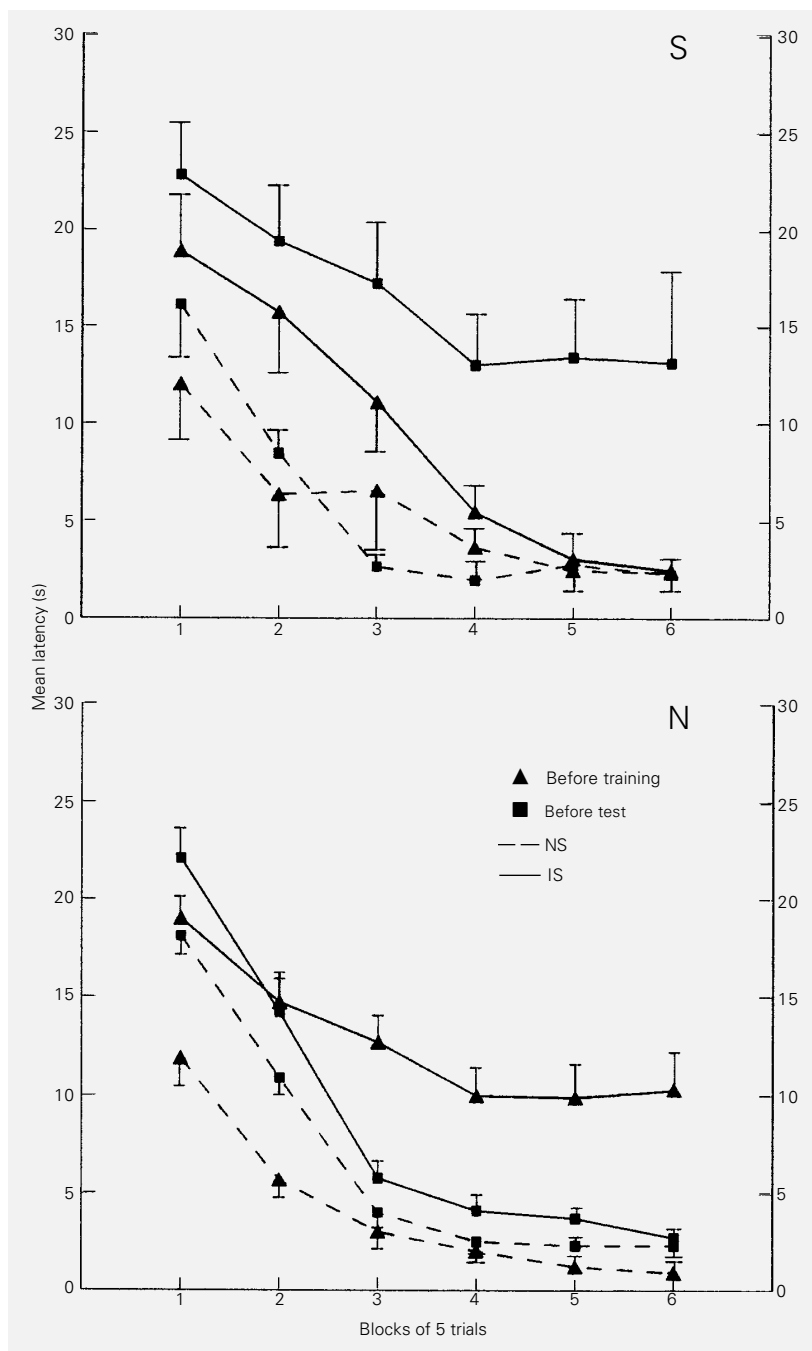 S
30 30
25 25
20 20
15 15
10 10
5 5
0 0
1 2 3 4 5 6
Mean latency (s)
N
30 30
25 25
20 20
15 15
10 10
5 5
0 0
Before training
Before test
NS
IS
1 2 3 4 5 6
Blocks of 5 trials